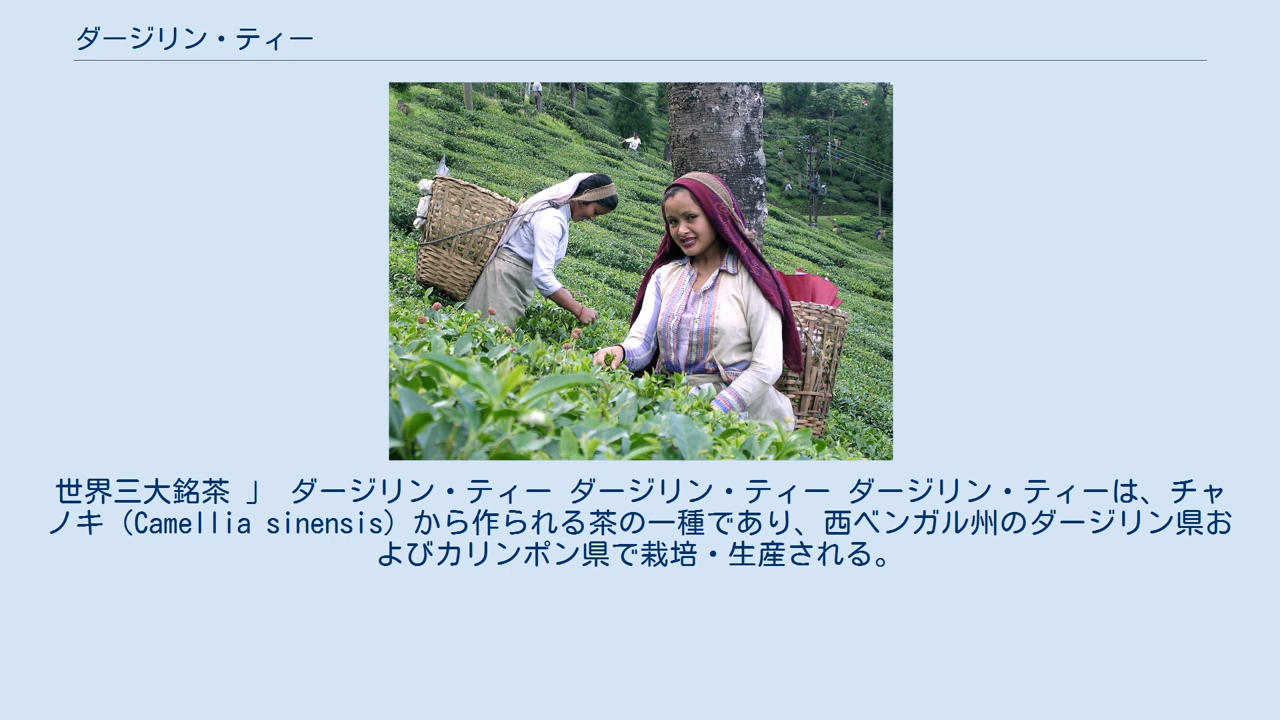 ダージリン・ティー
世界三大銘茶 」 ダージリン・ティー ダージリン・ティー ダージリン・ティーは、チャ
ノキ（Camellia sinensis）から作られる茶の一種であり、西ベンガル州のダージリン県お
よびカリンポン県で栽培・生産される。